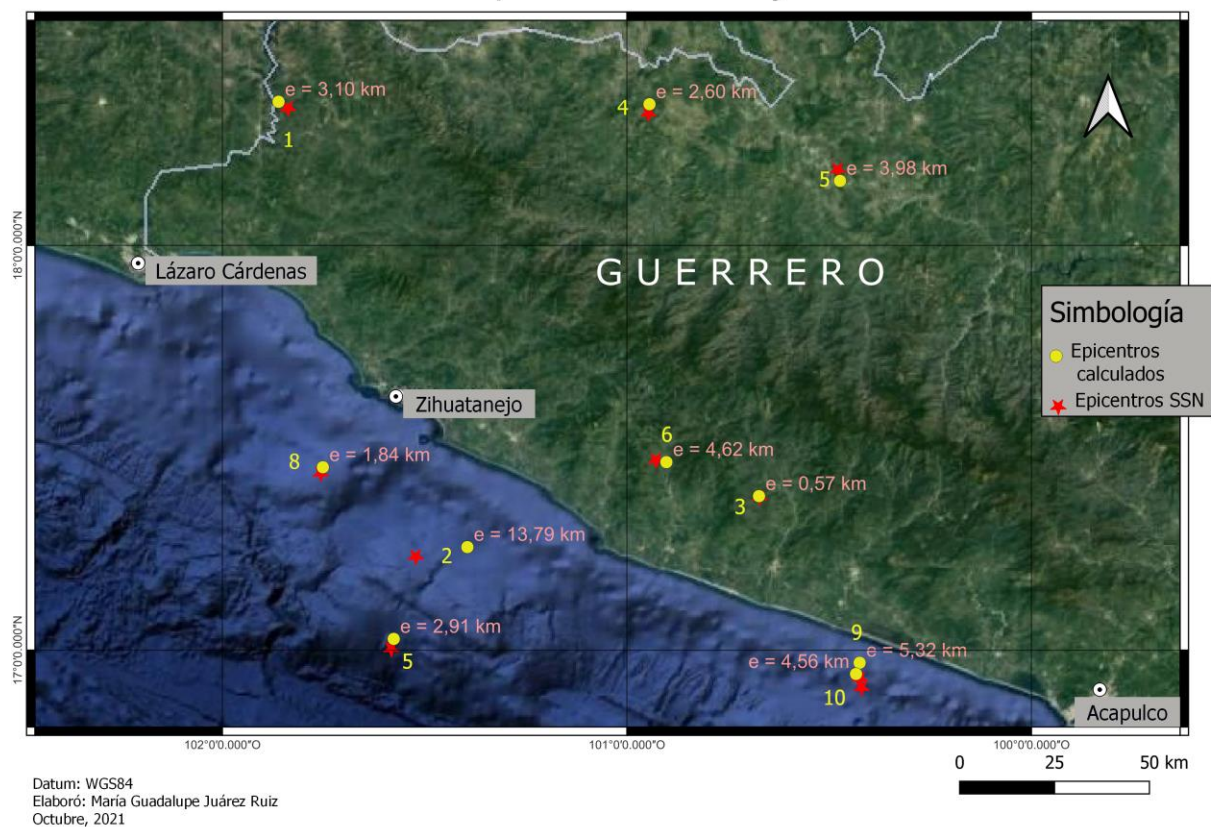 e = 3,10 km
1
4
e = 2,60 km
5
e = 3,98 km
18°0'0.000"N
Lázaro Cárdenas
GUERRERO
Simbología
Epicentros
calculados
Epicentros SSN
Zihuatanejo
6
e = 4,62 km
8
e = 1,84 km
3
e = 0,57 km
2
e = 13,79 km
e = 2,91 km
5
9
e = 5,32 km
e = 4,56 km
10
17°0'0.000"N
Acapulco
102°0'0.000"O
101°0'0.000"O
100°0'0.000"O
0 25 50 km
Datum: WGS84
Elaboró: María Guadalupe Juárez Ruiz
Octubre, 2021